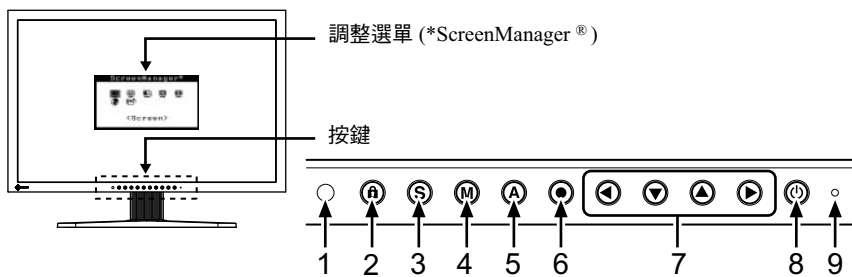 調整選單 (*ScreenManager ®)
ScreenManager®
(Screen)
按鍵
S M A
1 2 3 4 5 6 7 8 9